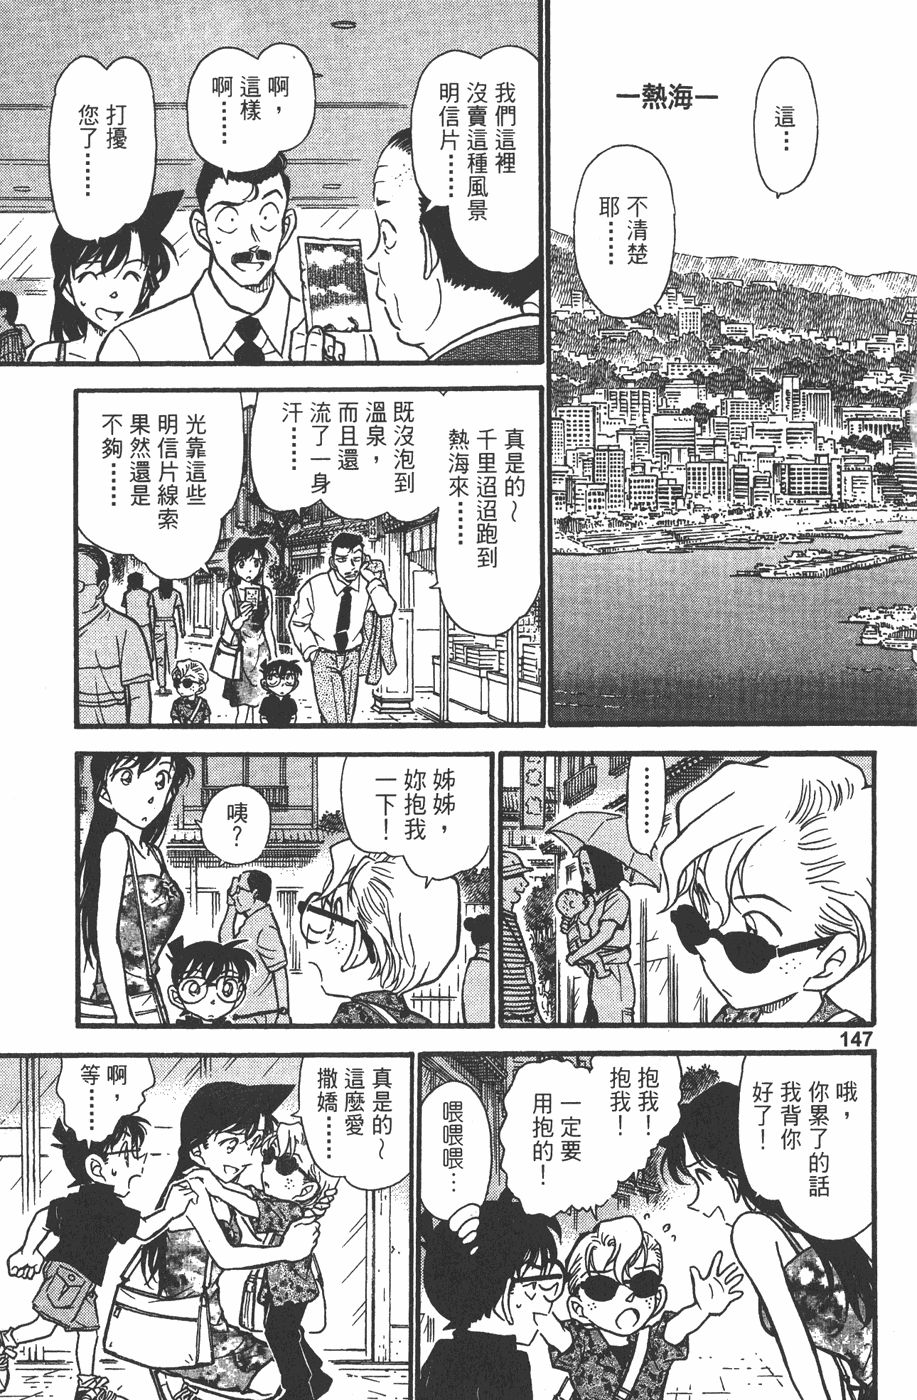 —熱海—
這…
不清楚
耶……
我們這裡
沒賣這種風景
明信片……
啊，
這樣
啊……
打擾
您了……
真是的～
千里迢迢跑到
熱海來……
既沒泡到
溫泉，
而且還
流了一身
汗……
光靠這些
明信片線索
果然還是
不夠……
……
姊姊，
妳抱我
一下！
咦？
147
哦，
你累了的話
我背你
好了！
抱我！
抱我！
一定要
用抱的！
喂喂喂…
真是的～
這麼愛
撒嬌……
啊，
等……